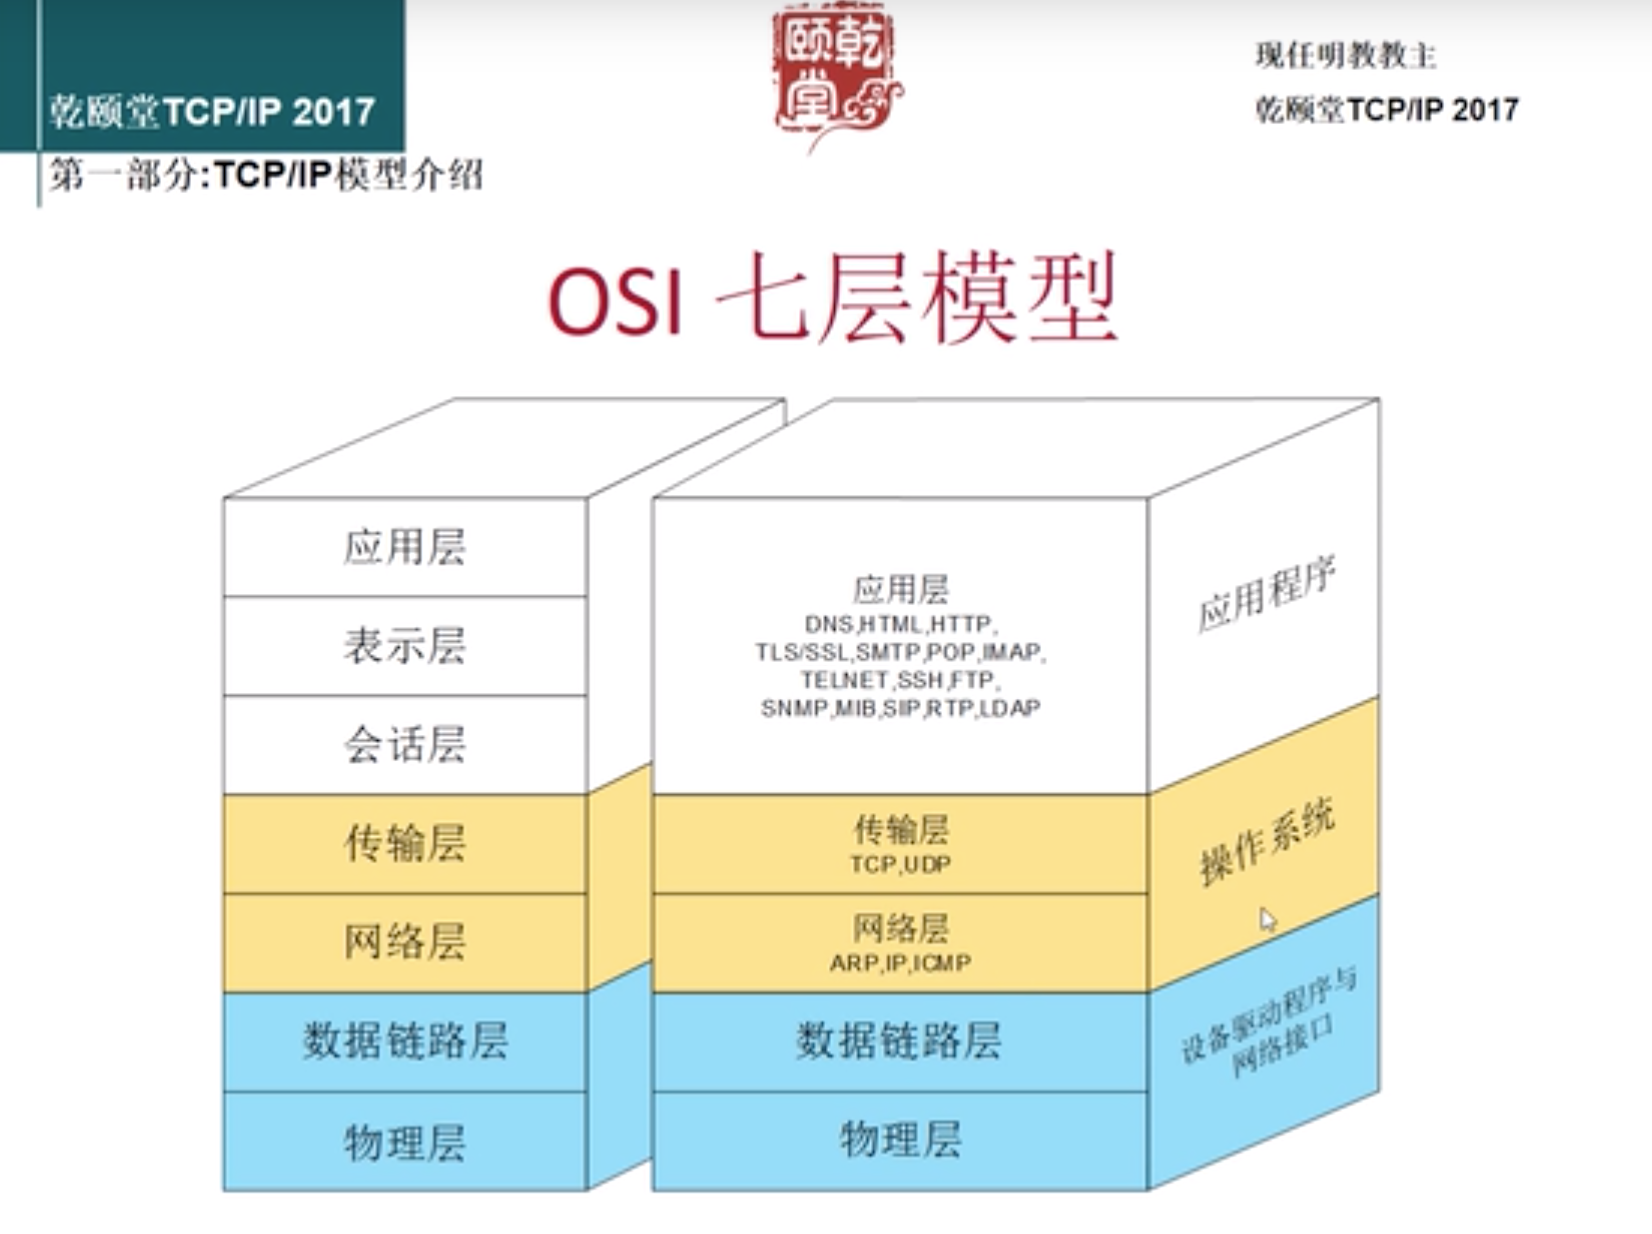 乾颐堂TCP/IP 2017
第一部分:TCP/IP模型介绍
颐乾
堂
现任明教教主
乾颐堂TCP/IP 2017
OSI 七层模型
应用层
表示层
会话层
传输层
网络层
数据链路层
物理层
应用层
DNS,HTML,HTTP,
TLS/SSL,SMTP,POP,IMAP,
TELNET,SSH,FTP,
SNMP,MIB,SIP,RTP,LDAP
传输层
TCP,UDP
网络层
ARP,IP,ICMP
数据链路层
物理层
应用程序
操作系统
设备驱动程序与
网络接口